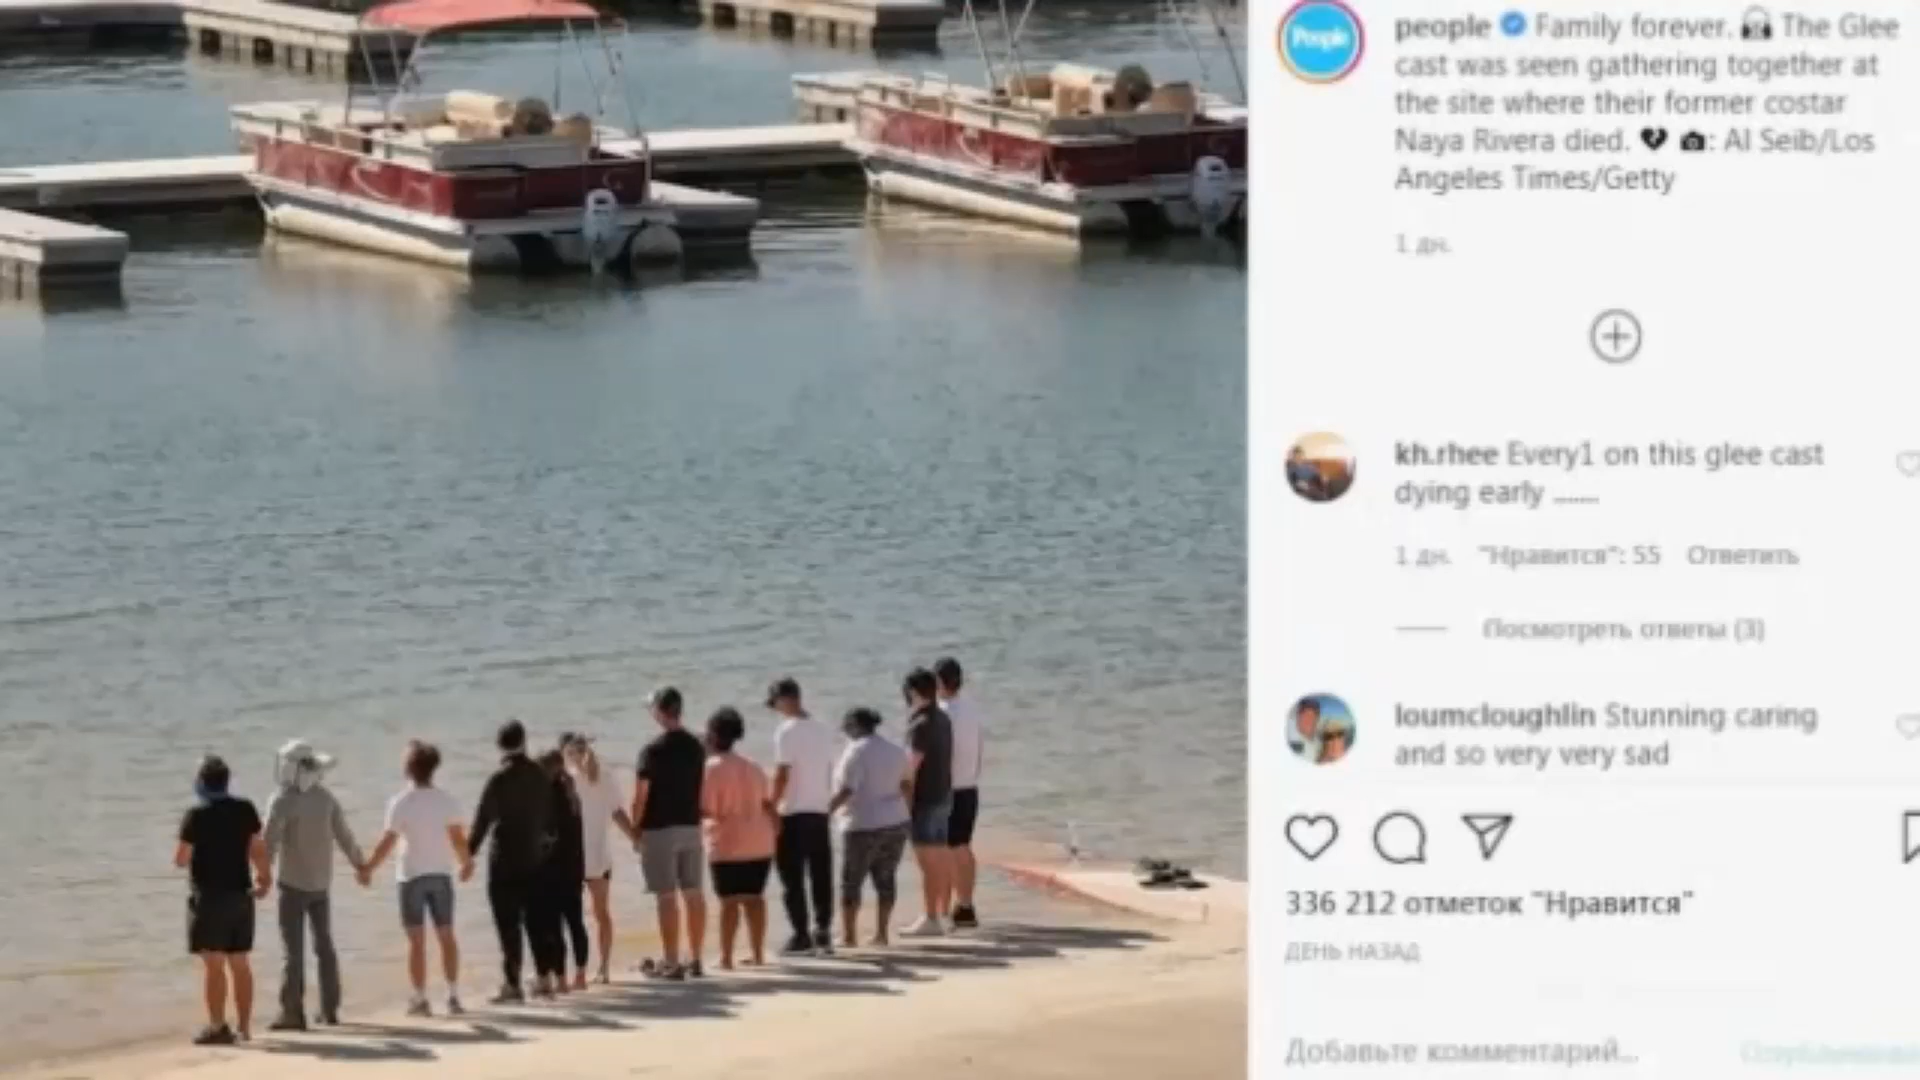 People
people Family forever. The Glee
cast was seen gathering together at
the site where their former costar
Naya Rivera died. : Al Seib/Los
Angeles Times/Getty
1 дн.
kh.rhee Every1 on this glee cast
dying early .......
1 дн. "Нравится": 55 Ответить
Посмотреть ответы (3)
loumcloughlin Stunning caring
and so very very sad
336 212 отметок "Нравится"
ДЕНЬ НАЗАД
Добавьте комментарий...